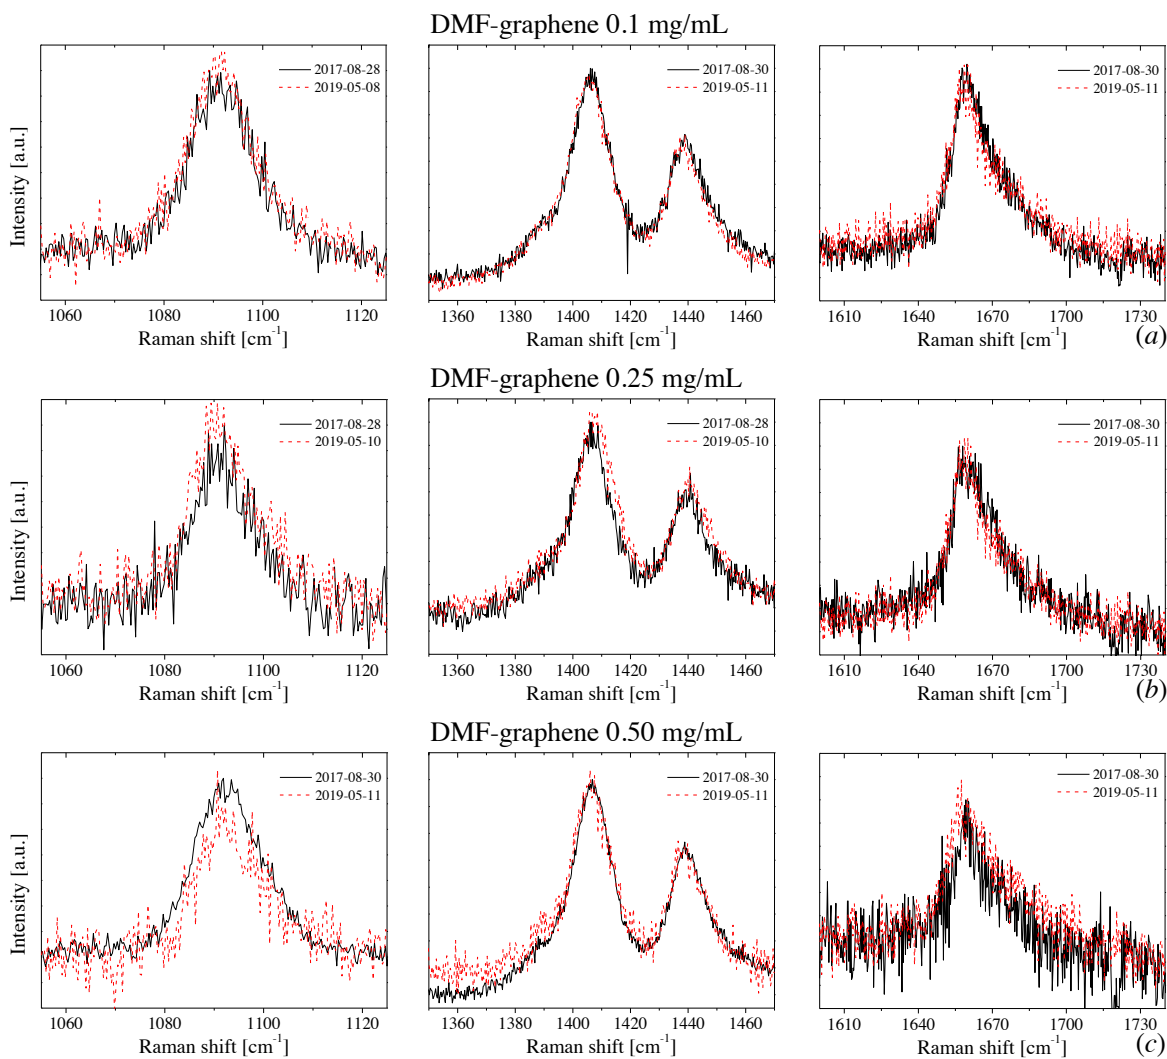 DMF-graphene 0.1 mg/mL
Intensity [a.u.]
2017-08-28
2019-05-08
1060 1080 1100 1120
Raman shift [cm-1]
2017-08-30
2019-05-11
1360 1380 1400 1420 1440 1460
Raman shift [cm-1]
2017-08-30
2019-05-11
1610 1640 1670 1700 1730
Raman shift [cm-1]
(a)
DMF-graphene 0.25 mg/mL
Intensity [a.u.]
2017-08-28
2019-05-10
1060 1080 1100 1120
Raman shift [cm-1]
2017-08-28
2019-05-10
1360 1380 1400 1420 1440 1460
Raman shift [cm-1]
2017-08-30
2019-05-11
1610 1640 1670 1700 1730
Raman shift [cm-1]
(b)
DMF-graphene 0.50 mg/mL
Intensity [a.u.]
2017-08-30
2019-05-11
1060 1080 1100 1120
Raman shift [cm-1]
2017-08-30
2019-05-11
1360 1380 1400 1420 1440 1460
Raman shift [cm-1]
2017-08-30
2019-05-11
1610 1640 1670 1700 1730
Raman shift [cm-1]
(c)